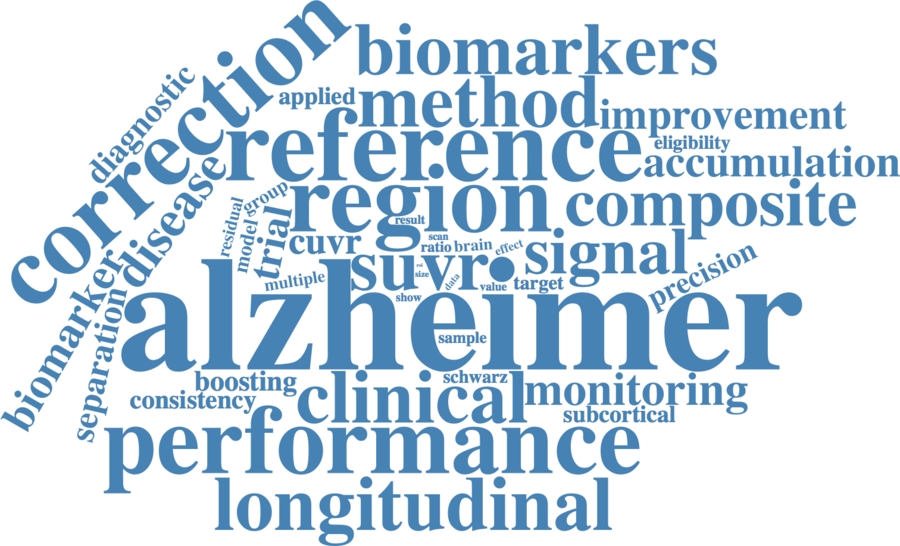 correction
biomarkers
diagnostic
applied
method
improvement
reference
eligibility
accumulation
disease
region
composite
residual
model
group
trial
result
cuvr
scan
ratio
brain
effect
signal
suvr
multiple
size
data
value
show
target
precision
biomarker
separation
alzheimer
sample
boosting
schwarz
consistency
clinical
monitoring
subcortical
performance
longitudinal